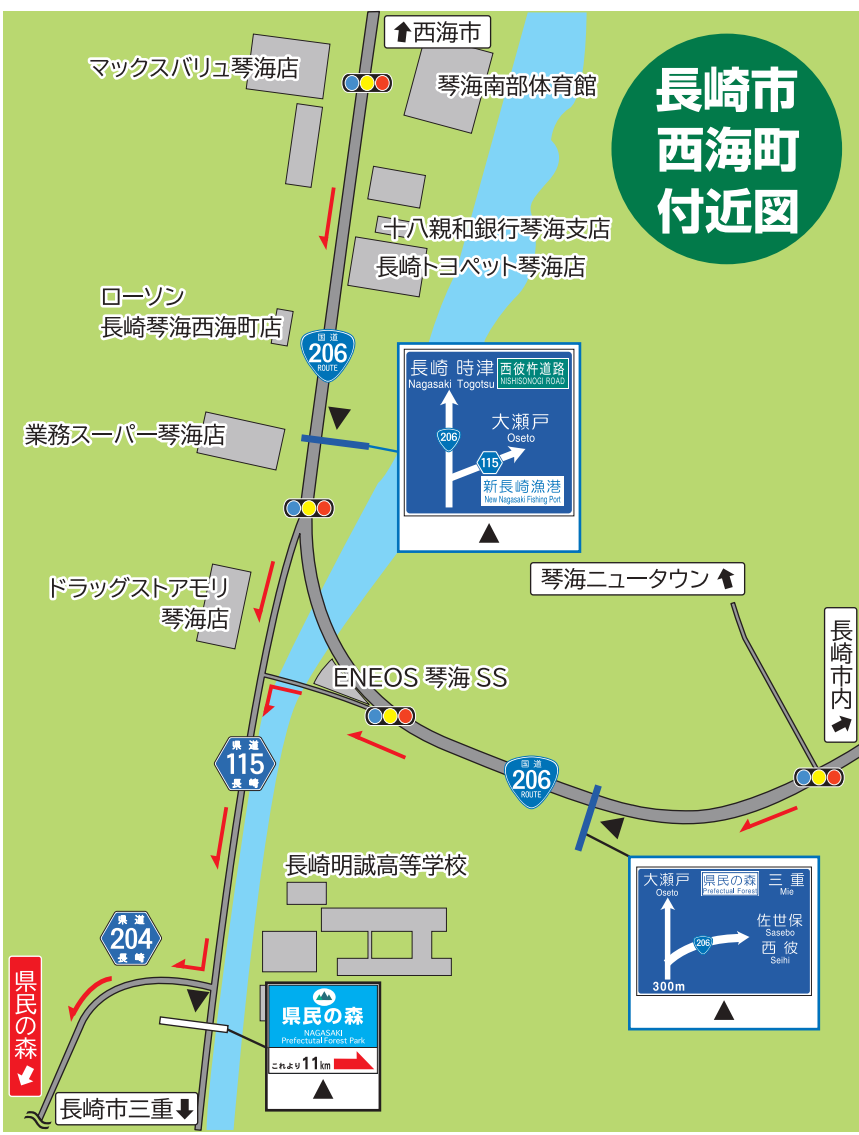 西海市
マックスバリュ琴海店
琴海南部体育館
長崎市
西海町
付近図
十八親和銀行琴海支店
長崎トヨペット琴海店
ローソン
長崎琴海西海町店
国道
206
ROUTE
長崎 時津
Nagasaki Togotsu
西彼杵道路
NISHISONOGI ROAD
大瀬戸
Oseto
206
115
新長崎漁港
New Nagasaki Fishing Port
業務スーパー琴海店
ドラッグストアモリ
琴海店
琴海ニュータウン
長崎市内
ENEOS 琴海 SS
県道
115
長崎
国道
206
ROUTE
長崎明誠高等学校
大瀬戸
Oseto
県民の森
Prefectual Forest
三重
Mie
佐世保
Sasebo
西彼
Seihi
206
300m
県道
204
長崎
県民の森
県民の森
NAGASAKI
Prefectutal Forest Park
これより11km
長崎市三重